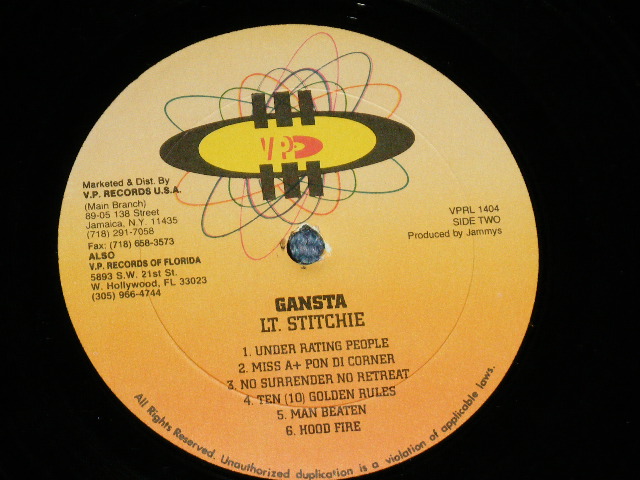 VP
Marketed & Dist. By
V.P. RECORDS U.S.A.
(Main Branch)
89-05 138 Street
Jamaica, N.Y. 11435
(718) 291-7058
Fax: (718) 658-3573
ALSO
V.P. RECORDS OF FLORIDA
5893 S.W. 21st St.
W. Hollywood, FL 33023
(305) 966-4744
VPRL 1404
SIDE TWO
Produced by Jammys
GANSTA
LT. STITCHIE
1. UNDER RATING PEOPLE
2. MISS A+ PON DI CORNER
3. NO SURRENDER NO RETREAT
4. TEN (10) GOLDEN RULES
5. MAN BEATEN
6. HOOD FIRE
All Rights Reserved. Unauthorized duplication is a violation of applicable laws.